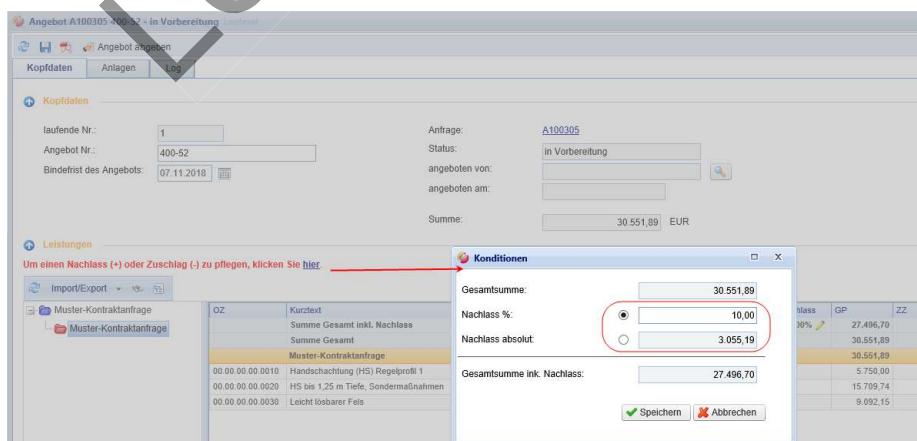 Angebot A100305 400-52 - in Vorbereitung
Angebot abgeben
Kopfdaten Anlagen Log
Kopfdaten
laufende Nr.: 1 Anfrage: A100305
Angebot Nr.: 400-52 Status: in Vorbereitung
Bindefrist des Angebots: 07.11.2018 angeboten von:
angeboten am:
Summe: 30.551,89 EUR
Leistungen
Um einen Nachlass (+) oder Zuschlag (-) zu pflegen, klicken Sie hier.
Import/Export
Muster-Kontraktanfrage
Muster-Kontraktanfrage
OZ Kurztext GP ZZ
Summe Gesamt inkl. Nachlass 27.496,70
Summe Gesamt 30.551,89
Muster-Kontraktanfrage 30.551,89
00.00.00.00.0010 Handschachtung (HS) Regelprofil 1 5.750,00
00.00.00.00.0020 HS bis 1,25 m Tiefe, Sondermaßnahmen 15.709,74
00.00.00.00.0030 Leicht lösbarer Fels 9.092,15
Konditionen
Gesamtsumme: 30.551,89
Nachlass %: 10,00
Nachlass absolut: 3.055,19
Gesamtsumme ink. Nachlass: 27.496,70
Speichern Abbrechen